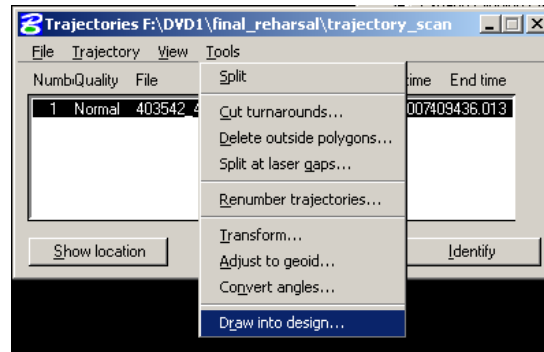 Trajectories F:\DVD1\final_reharsal\trajectory_scan
File Trajectory View Tools
Numb Quality File time End time
1 Normal 403542_4 007409436.013
Split
Cut turnarounds...
Delete outside polygons...
Split at laser gaps...
Renumber trajectories...
Transform...
Adjust to geoid...
Convert angles...
Draw into design...
Show location Identify